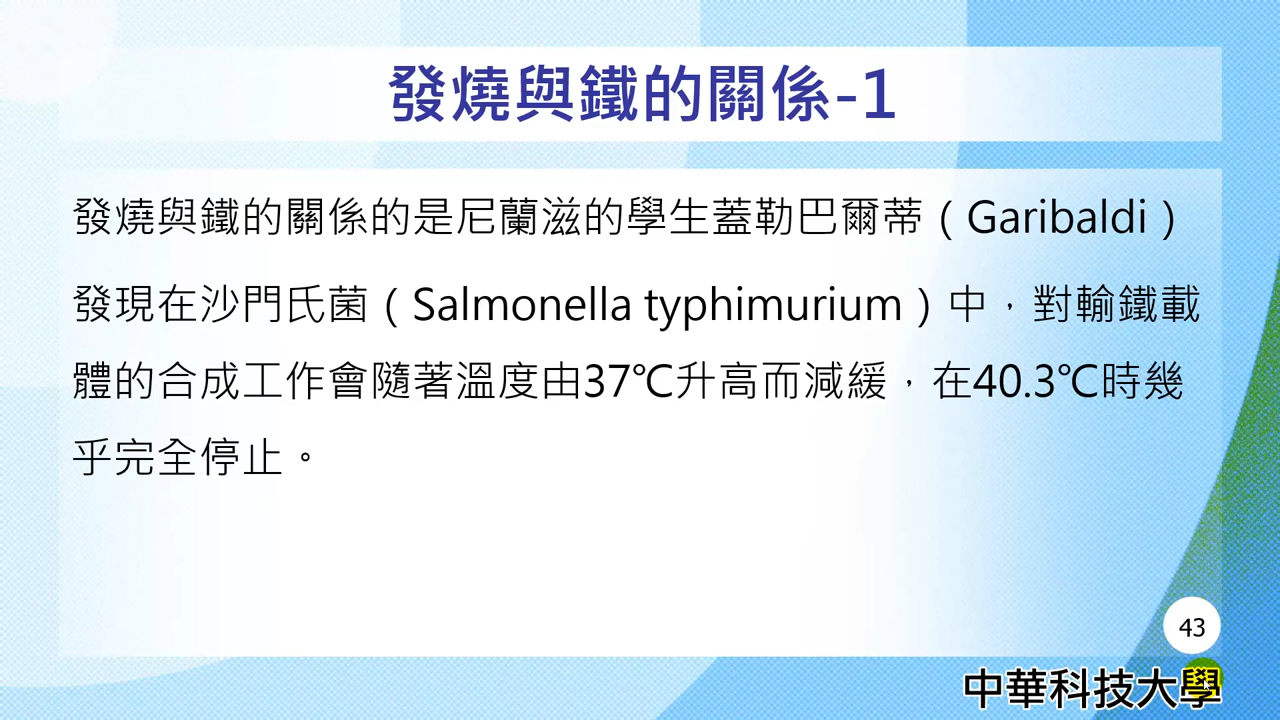 發燒與鐵的關係-1
發燒與鐵的關係的是尼蘭滋的學生蓋勒巴爾蒂（Garibaldi）
發現在沙門氏菌（Salmonella typhimurium）中，對輸鐵載
體的合成工作會隨著溫度由37℃升高而減緩，在40.3℃時幾
乎完全停止。
43
中華科技大學